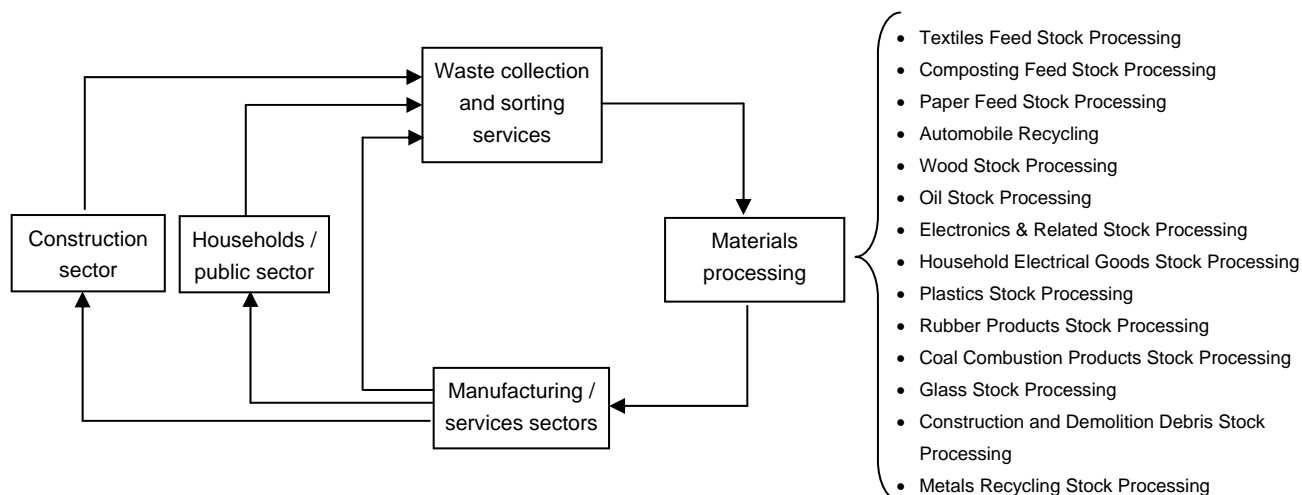 Waste collection
and sorting
services
Construction
sector
Households /
public sector
Materials
processing
Manufacturing /
services sectors
• Textiles Feed Stock Processing
• Composting Feed Stock Processing
• Paper Feed Stock Processing
• Automobile Recycling
• Wood Stock Processing
• Oil Stock Processing
• Electronics & Related Stock Processing
• Household Electrical Goods Stock Processing
• Plastics Stock Processing
• Rubber Products Stock Processing
• Coal Combustion Products Stock Processing
• Glass Stock Processing
• Construction and Demolition Debris Stock
Processing
• Metals Recycling Stock Processing